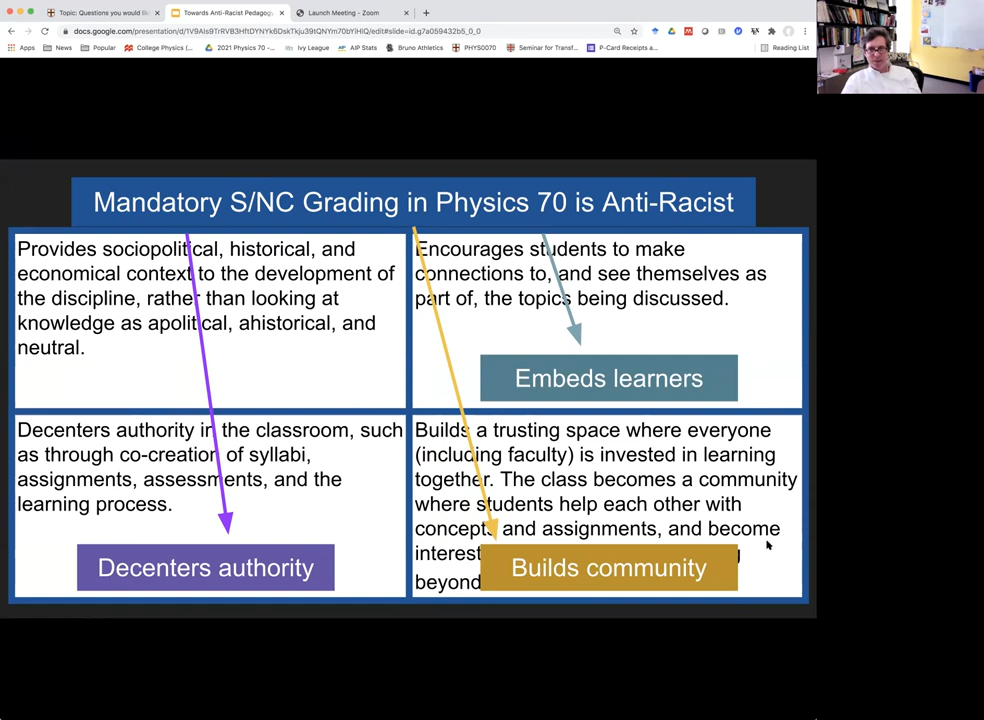 Topic: Questions you would lik
Towards Anti-Racist Pedagogy
Launch Meeting - Zoom
docs.google.com/presentation/d/1V9AIs9TrRVB3HftDYNYk6DskTkju39tQNYm70bYiHIQ/edit#slide=id.g7a059432b5_0_0
Apps News Popular College Physics (... 2021 Physics 70 -... Ivy League AIP Stats Bruno Athletics PHYS0070 Seminar for Transf... P-Card Receipts a... Reading List
Mandatory S/NC Grading in Physics 70 is Anti-Racist
Provides sociopolitical, historical, and
economical context to the development of
the discipline, rather than looking at
knowledge as apolitical, ahistorical, and
neutral.
Encourages students to make
connections to, and see themselves as
part of, the topics being discussed.
Embeds learners
Decenters authority in the classroom, such
as through co-creation of syllabi,
assignments, assessments, and the
learning process.
Decenters authority
Builds a trusting space where everyone
(including faculty) is invested in learning
together. The class becomes a community
where students help each other with
concepts and assignments, and become
interest
beyond
Builds community